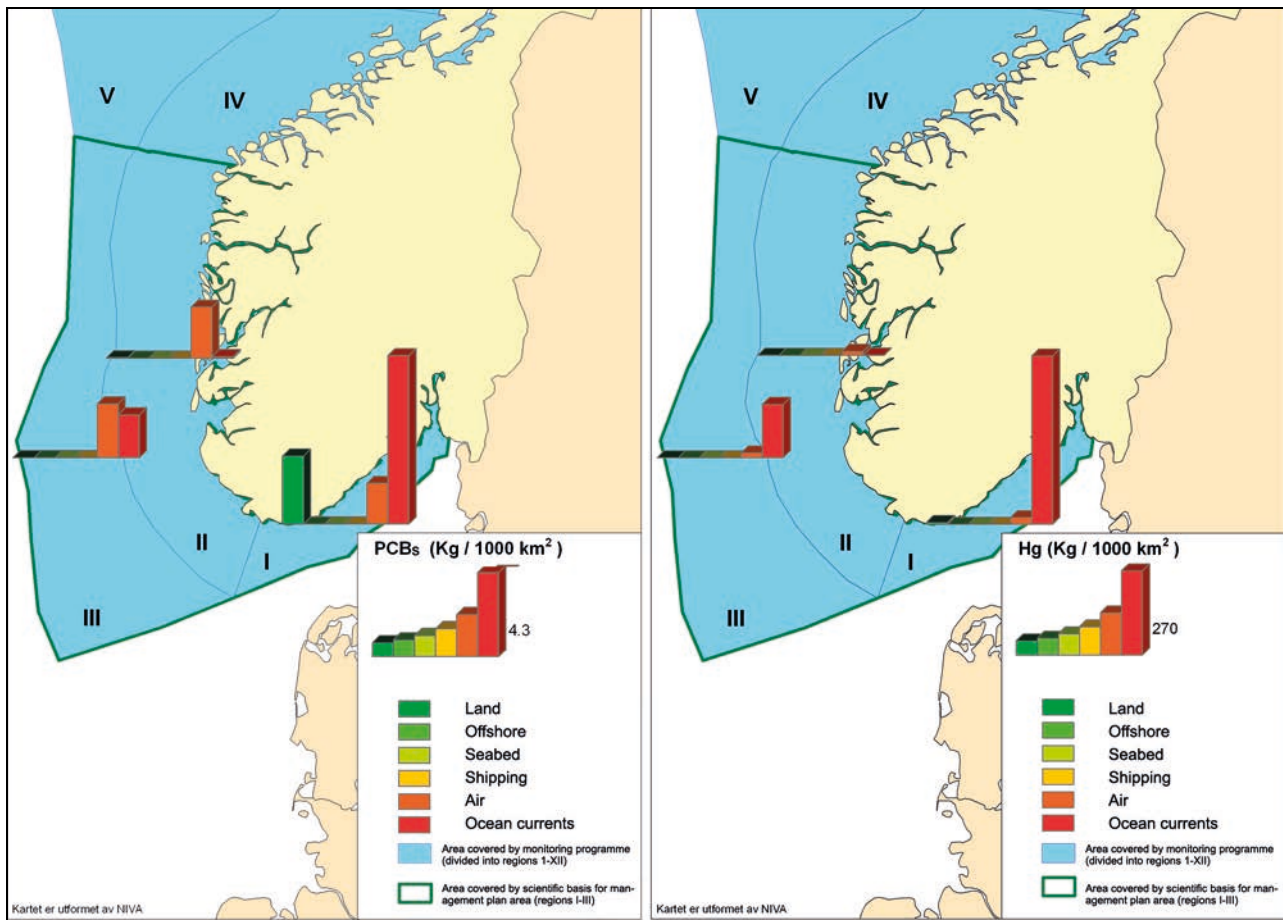 V
IV
II
I
III
PCBs (Kg / 1000 km²)
4.3
Land
Offshore
Seabed
Shipping
Air
Ocean currents
Area covered by monitoring programme
(divided into regions 1-XII)
Area covered by scientific basis for man-
agement plan area (regions I-III)
Kartet er utformet av NIVA
V
IV
II
I
III
Hg (Kg / 1000 km²)
270
Land
Offshore
Seabed
Shipping
Air
Ocean currents
Area covered by monitoring programme
(divided into regions 1-XII)
Area covered by scientific basis for man-
agement plan area (regions I-III)
Kartet er utformet av NIVA